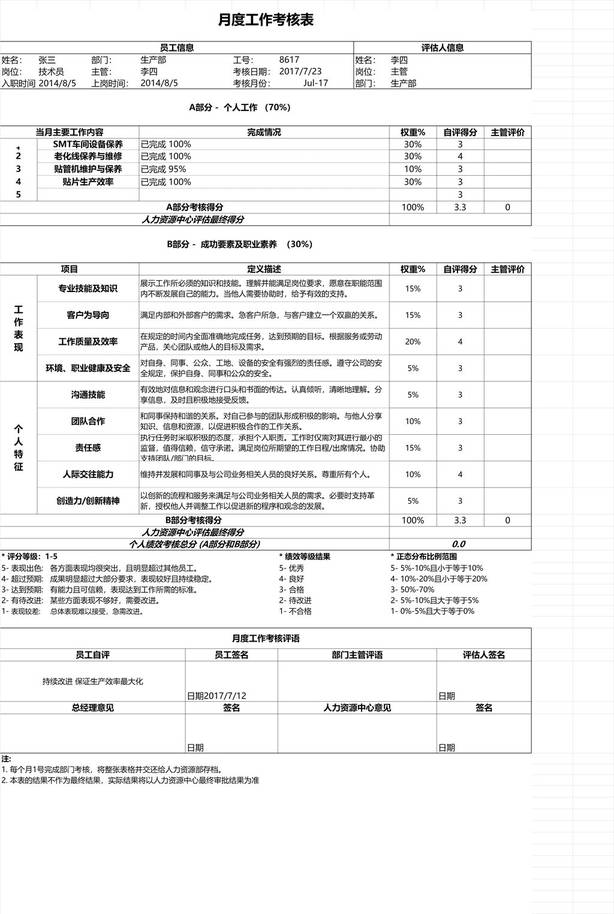 月度工作考核表
员工信息 评估人信息
姓名: 张三 部门: 生产部 工号: 8617 姓名: 李四
岗位: 技术员 主管: 李四 考核日期: 2017/7/23 岗位: 主管
入职时间 2014/8/5 上岗时间: 2014/8/5 考核月份: Jul-17 部门: 生产部
A部分 - 个人工作 (70%)
当月主要工作内容 完成情况 权重% 自评得分 主管评价
SMT车间设备保养 已完成 100% 30% 3
2 老化线保养与维修 已完成 100% 30% 4
3 贴管机维护与保养 已完成 95% 10% 3
4 贴片生产效率 已完成 100% 30% 3
5 3
A部分考核得分 100% 3.3 0
人力资源中心评估最终得分
B部分 - 成功要素及职业素养 (30%)
项目 定义描述 权重% 自评得分 主管评价
工作表现
专业技能及知识 展示工作所必须的知识和技能。理解并能满足岗位要求，愿意在职能范围 15% 3
内不断发展自己的能力。当他人需要协助时，给予有效的支持。
客户为导向 满足内部和外部客户的需求。急客户所急，与客户建立一个双赢的关系。 15% 3
工作质量及效率 在规定的时间内全面准确地完成任务，达到预期的目标。根据服务或劳动 20% 4
产品，关心团队或他人的目标及需求。
环境、职业健康及安全 对自身、同事、公众、工地、设备的安全有强烈的责任感。遵守公司的安 5% 3
全规定，保护自身、同事和公众的安全。
个人特征
沟通技能 有效地对信息和观念进行口头和书面的传达。认真倾听，清晰地理解。分 5% 3
享信息，及时且积极地接受反馈。
团队合作 和同事保持和谐的关系。对自己参与的团队形成积极的影响。与他人分享 10% 3
知识、信息和资源，以促进积极合作的工作关系。
责任感 执行任务时采取积极的态度，承担个人职责。工作时仅需对其进行最小的 15% 3
监督，值得信赖，信守承诺。满足岗位所期望的工作日程/出席情况。协助
支持团队/部门的目标。
人际交往能力 维持并发展和同事及与公司业务相关人员的良好关系。尊重所有个人。 10% 4
创造力/创新精神 以创新的流程和服务来满足与公司业务相关人员的需求。必要时支持革 5% 3
新，授权他人并调整工作以促进新的程序和观念的发展。
B部分考核得分 100% 3.3 0
人力资源中心评估最终得分
个人绩效考核总分 (A部分和B部分) 0.0
* 评分等级: 1-5 * 绩效等级结果 * 正态分布比例范围
5- 表现出色: 各方面表现均很突出，且明显超过其他员工。 5- 优秀 5- 5%-10%且小于等于10%
4- 超过预期: 成果明显超过大部分要求，表现较好且持续稳定。 4- 良好 4- 10%-20%且小于等于20%
3- 达到预期: 有能力且可信赖，表现达到工作所需的标准。 3- 合格 3- 50%-70%
2- 有待改进: 某些方面表现不够好，需要改进。 2- 待改进 2- 5%-10%且大于等于5%
1- 表现较差: 总体表现难以接受，急需改进。 1- 不合格 1- 0%-5%且大于等于0%
月度工作考核评语
员工自评 员工签名 部门主管评语 评估人签名
持续改进 保证生产效率最大化
日期2017/7/12 日期
总经理意见 签名 人力资源中心意见 签名
日期 日期
注:
1. 每个月1号完成部门考核，将整张表格并交还给人力资源部存档。
2. 本表的结果不作为最终结果，实际结果将以人力资源中心最终审批结果为准